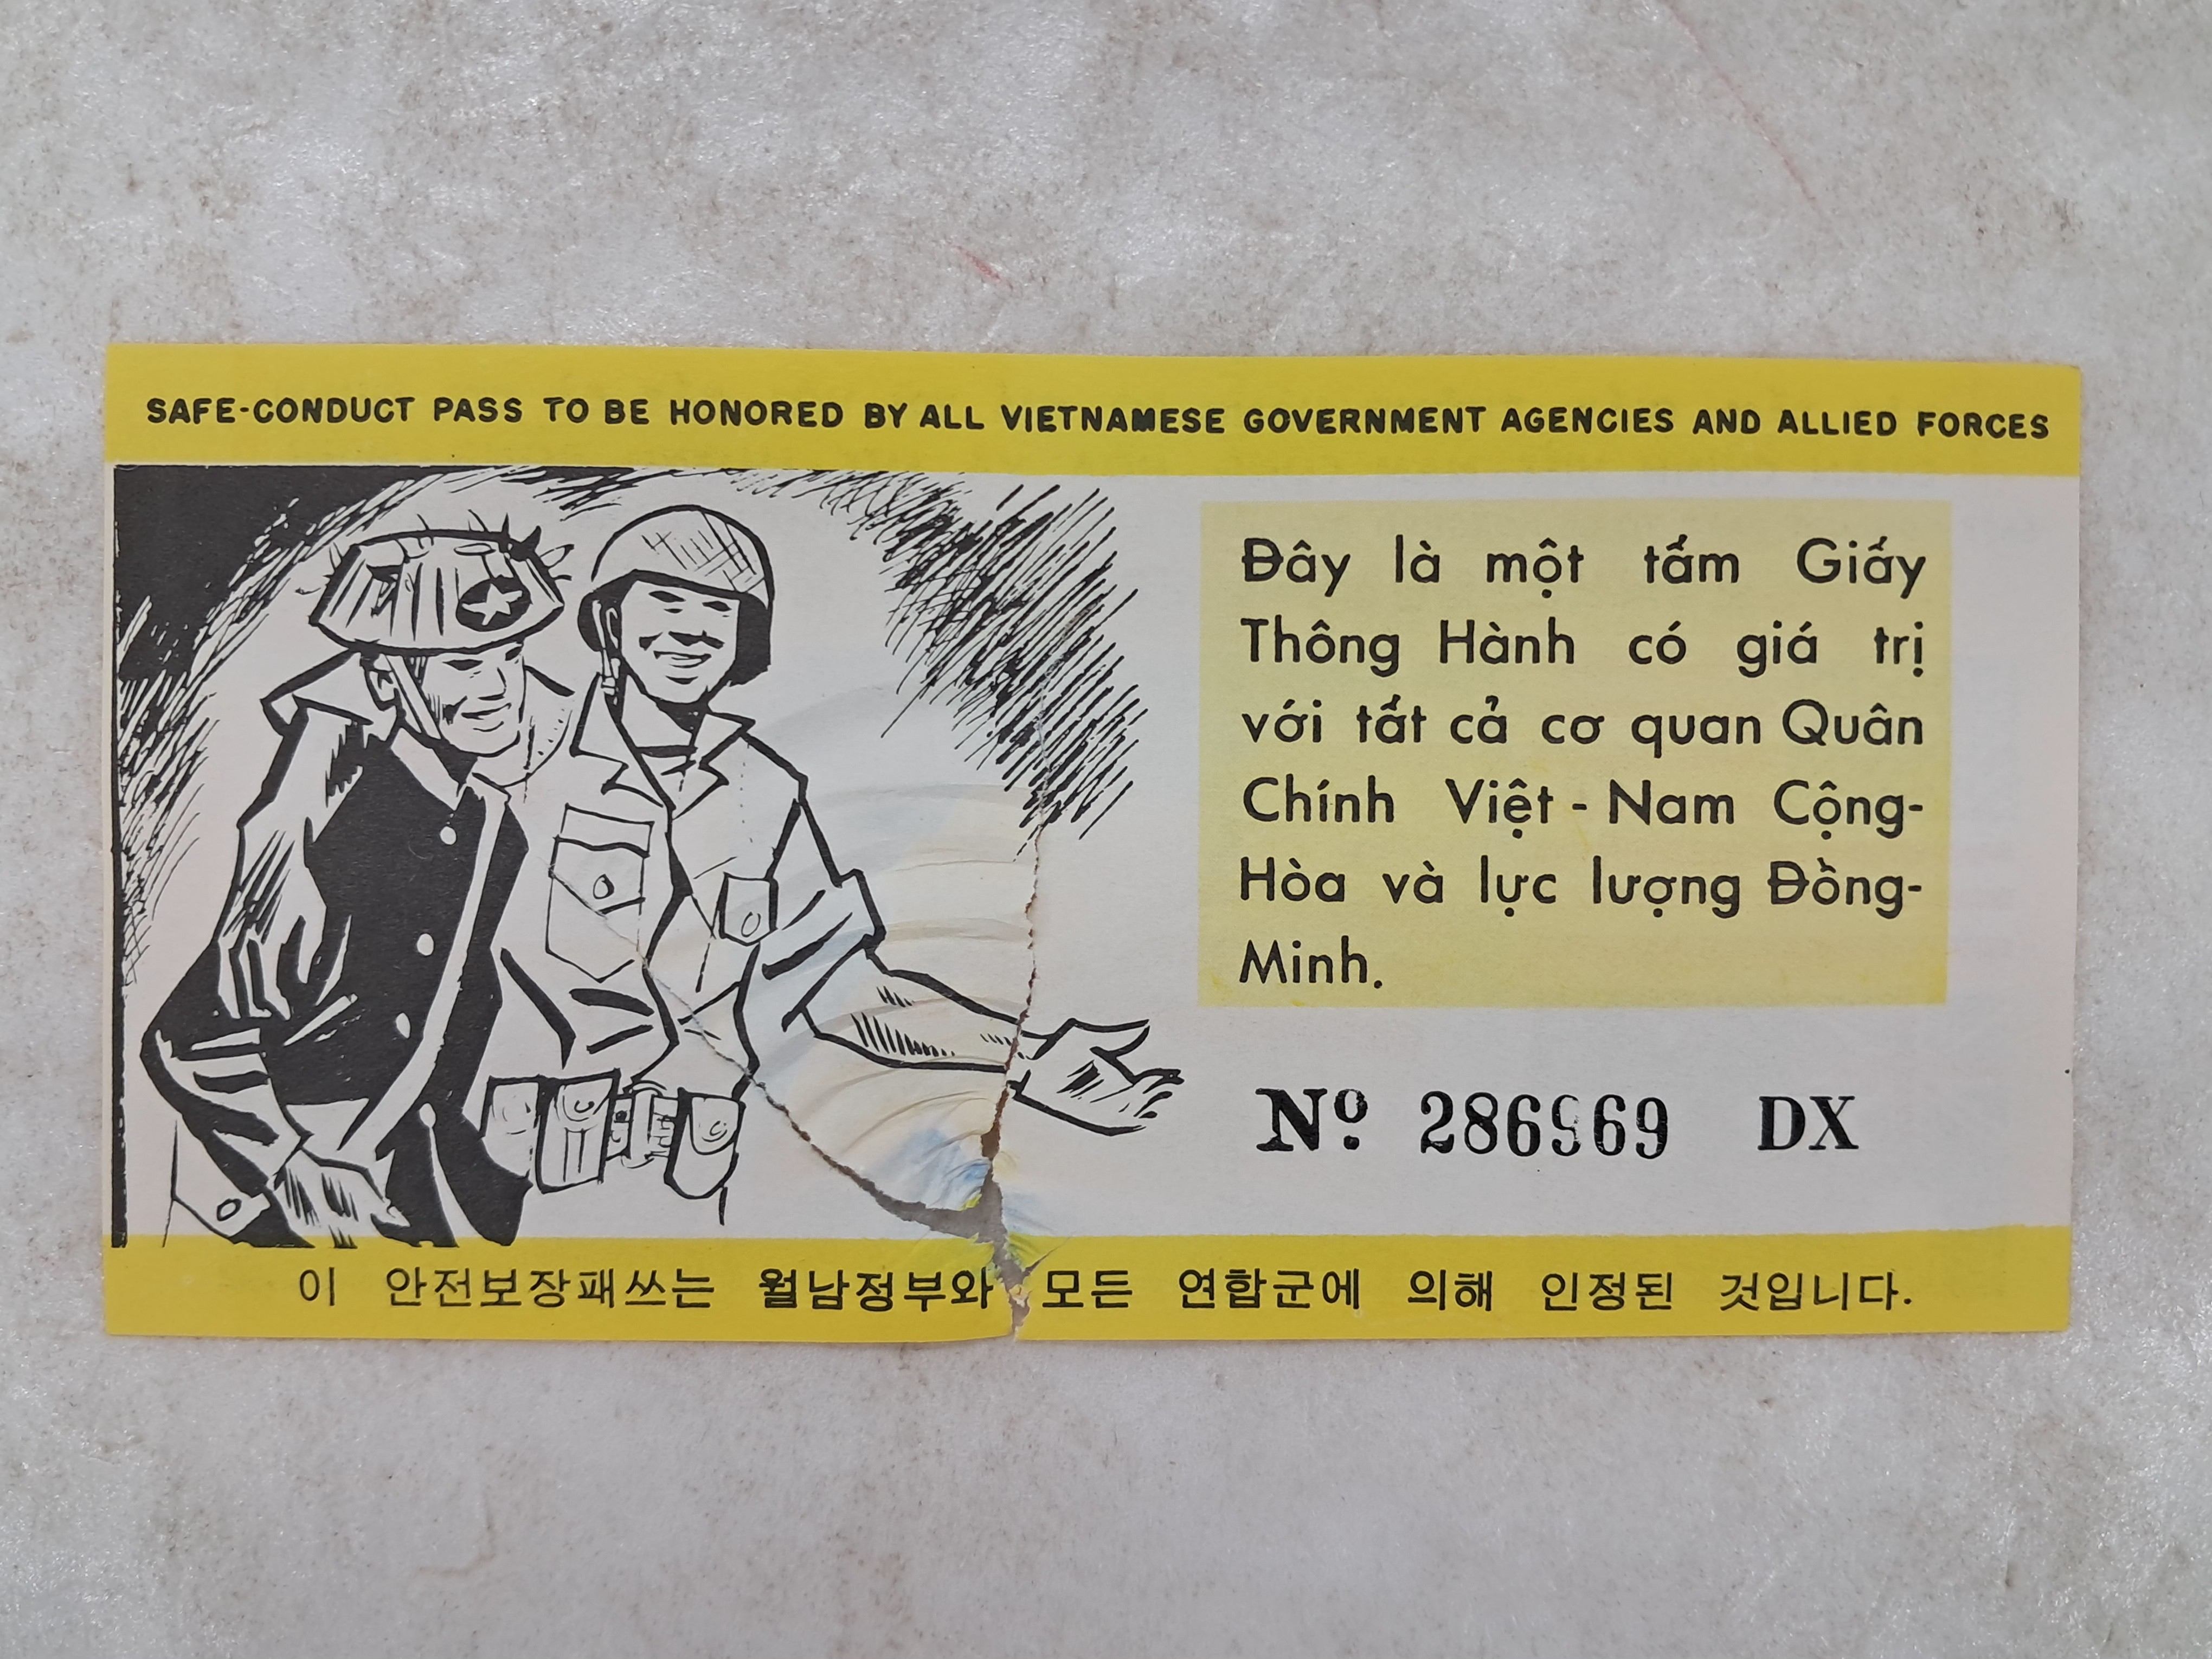 SAFE-CONDUCT PASS TO BE HONORED BY ALL VIETNAMESE GOVERNMENT AGENCIES AND ALLIED FORCES
Đây là một tấm Giấy
Thông Hành có giá trị
với tất cả cơ quan Quân
Chính Việt - Nam Cộng-
Hòa và lực lượng Đồng-
Minh.
Nº 286969 DX
이 안전보장패쓰는 월남정부와 모든 연합군에 의해 인정된 것입니다.